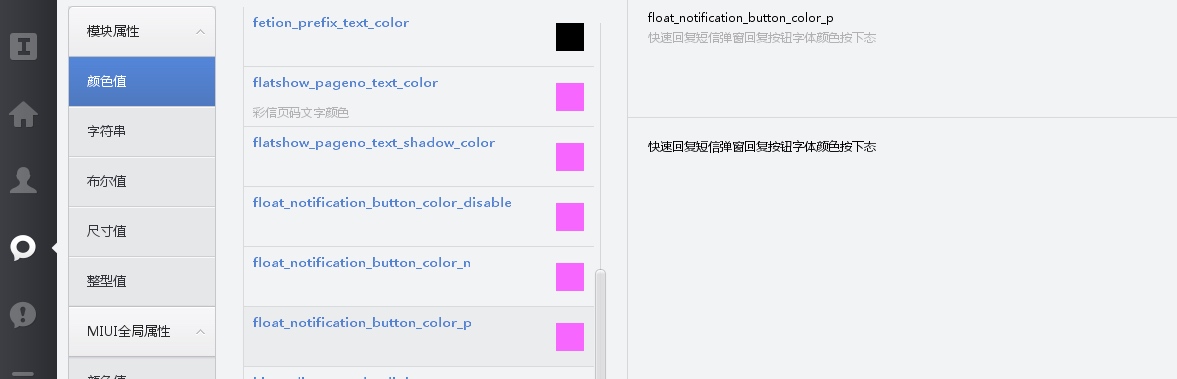 模块属性
颜色值
字符串
布尔值
尺寸值
整型值
MIUI全局属性
颜色值
fetion_prefix_text_color
flatshow_pageno_text_color
彩信页码文字颜色
flatshow_pageno_text_shadow_color
float_notification_button_color_disable
float_notification_button_color_n
float_notification_button_color_p
float_notification_button_color_p
快速回复短信弹窗回复按钮字体颜色按下态
快速回复短信弹窗回复按钮字体颜色按下态